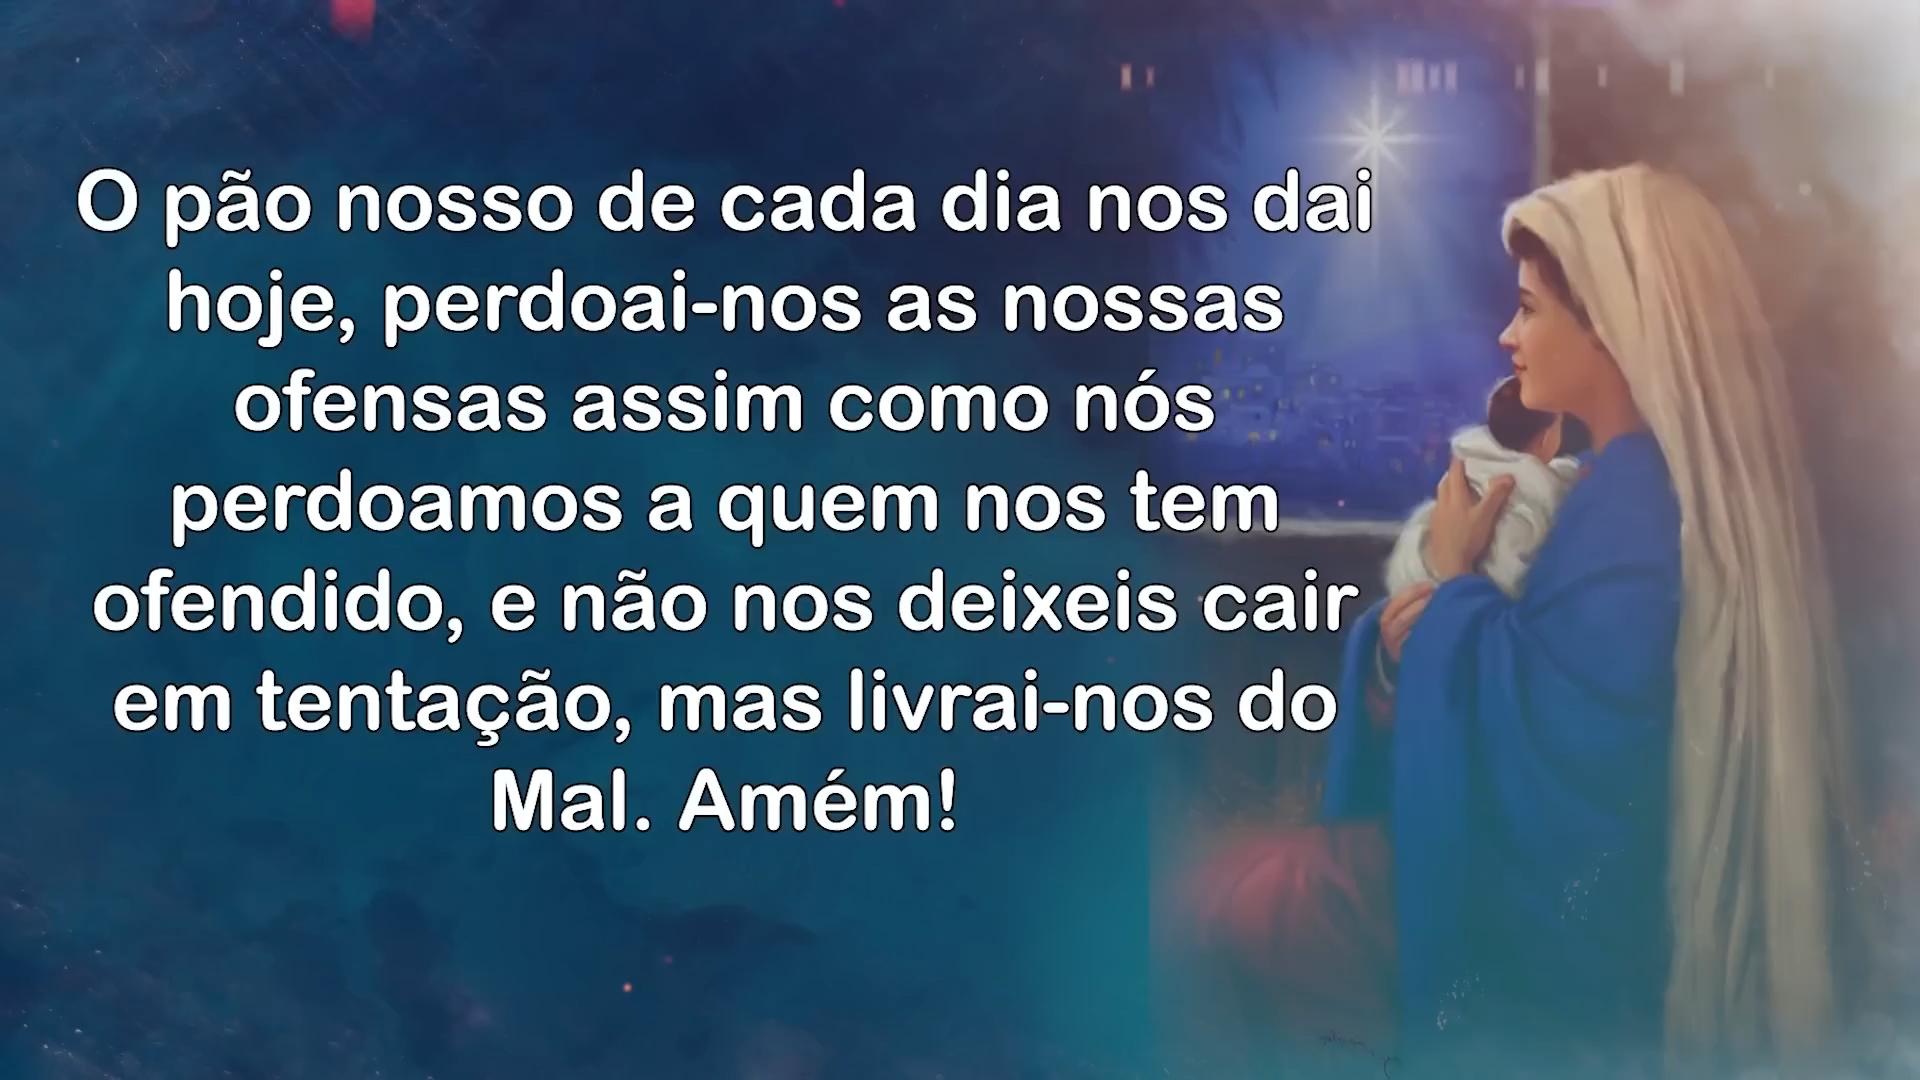 O pão nosso de cada dia nos dai
hoje, perdoai-nos as nossas
ofensas assim como nós
perdoamos a quem nos tem
ofendido, e não nos deixeis cair
em tentação, mas livrai-nos do
Mal. Amém!